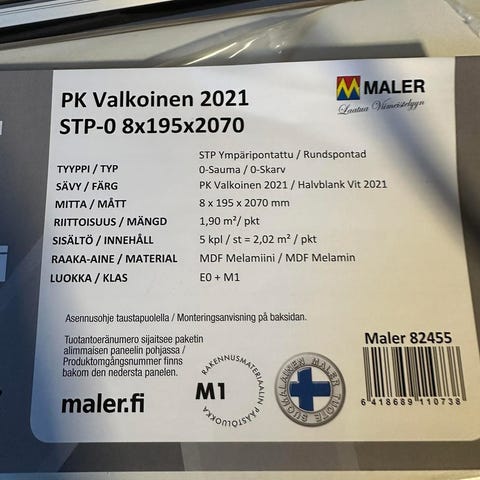 PK Valkoinen 2021
STP-0 8x195x2070
MALER
Laatua Viimeistelyyn
STP Ympäripontattu / Rundspontad
TYYPPI / TYP 0-Sauma / 0-Skarv
SÄVY / FÄRG PK Valkoinen 2021 / Halvblank Vit 2021
MITTA / MÅTT 8 x 195 x 2070 mm
RIITTOISUUS / MÄNGD 1,90 m²/ pkt
SISÄLTÖ / INNEHÅLL 5 kpl / st = 2,02 m² / pkt
RAAKA-AINE / MATERIAL MDF Melamiini / MDF Melamin
LUOKKA / KLAS E0 + M1
Asennusohje taustapuolella / Monteringsanvisning på baksidan.
Tuotantoeränumero sijaitsee paketin
alimmaisen paneelin pohjassa /
Produktomgångsnummer finns
bakom den nedersta panelen.
maler.fi
RAKENNUSMATERIAALIN PÄÄSTÖLUOKKA
M1
SUOMALAINEN MALER TUOTE
Maler 82455
6 418689 110738